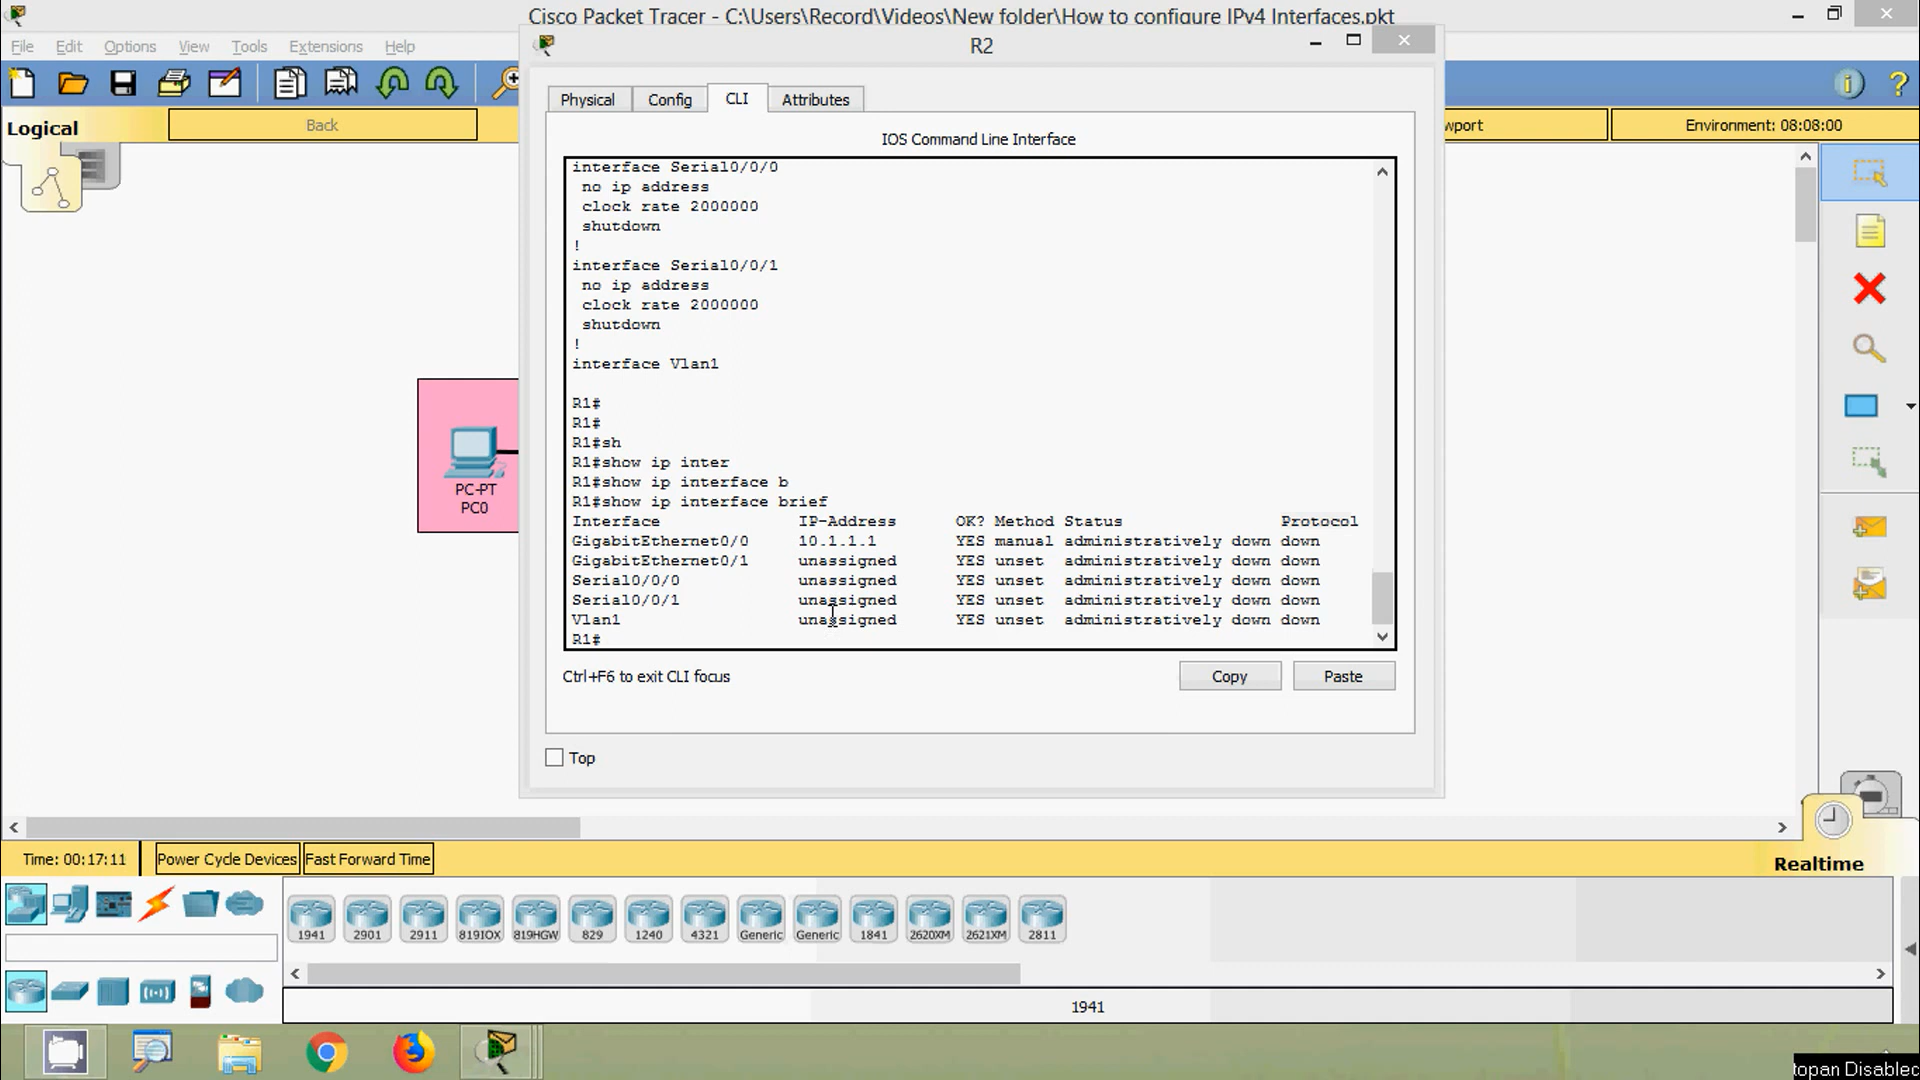 Cisco Packet Tracer - C:\Users\Record\Videos\New folder\How to configure IPv4 Interfaces.pkt
File Edit Options View Tools Extensions Help
R2
Physical Config CLI Attributes
Logical
Back
wport
Environment: 08:08:00
IOS Command Line Interface
interface Serial0/0/0
no ip address
clock rate 2000000
shutdown
!
interface Serial0/0/1
no ip address
clock rate 2000000
shutdown
!
interface Vlan1
R1#
R1#
R1#sh
R1#show ip inter
R1#show ip interface b
R1#show ip interface brief
Interface IP-Address OK? Method Status Protocol
GigabitEthernet0/0 10.1.1.1 YES manual administratively down down
GigabitEthernet0/1 unassigned YES unset administratively down down
Serial0/0/0 unassigned YES unset administratively down down
Serial0/0/1 unassigned YES unset administratively down down
Vlan1 unassigned YES unset administratively down down
R1#
PC-PT
PC0
Ctrl+F6 to exit CLI focus
Copy Paste
Top
Time: 00:17:11 Power Cycle Devices Fast Forward Time
Realtime
1941 2901 2911 819IOX 819HGW 829 1240 4321 Generic Generic 1841 2620XM 2621XM 2811
1941
topan Disablec